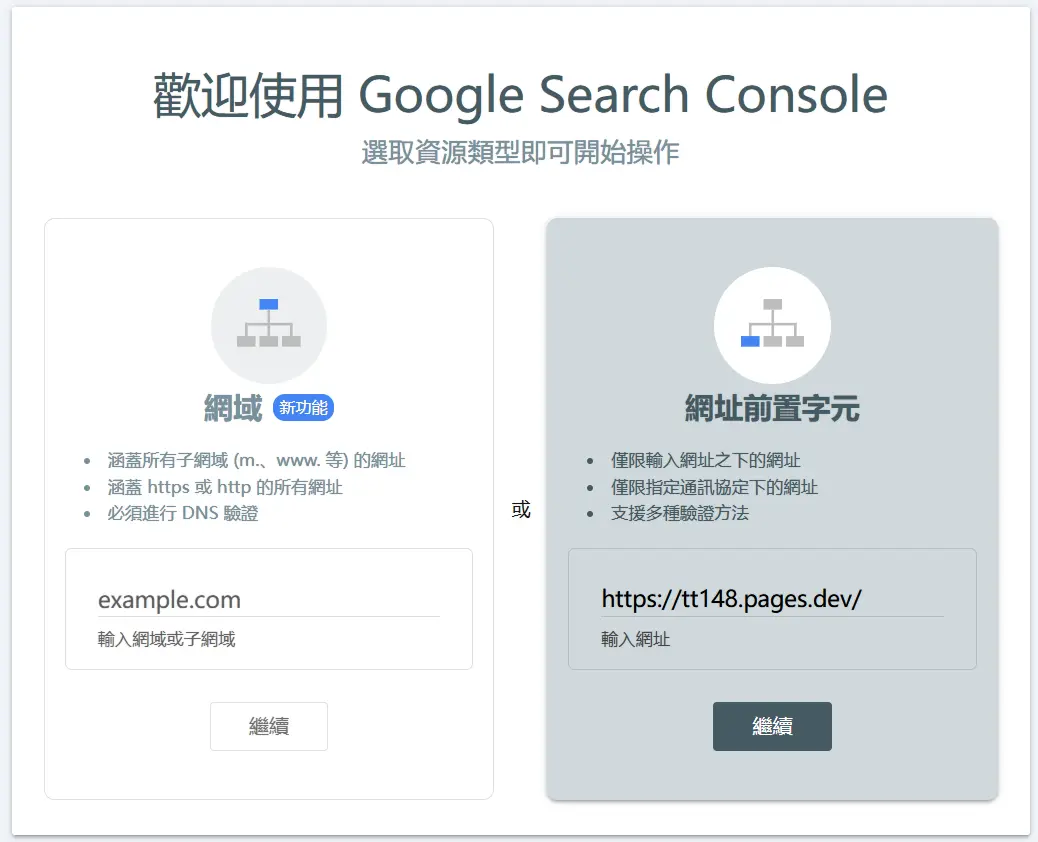 歡迎使用 Google Search Console
選取資源類型即可開始操作
網域 新功能
涵蓋所有子網域 (m.、www. 等) 的網址
涵蓋 https 或 http 的所有網址
必須進行 DNS 驗證
example.com
輸入網域或子網域
繼續
或
網址前置字元
僅限輸入網址之下的網址
僅限指定通訊協定下的網址
支援多種驗證方法
https://tt148.pages.dev/
輸入網址
繼續